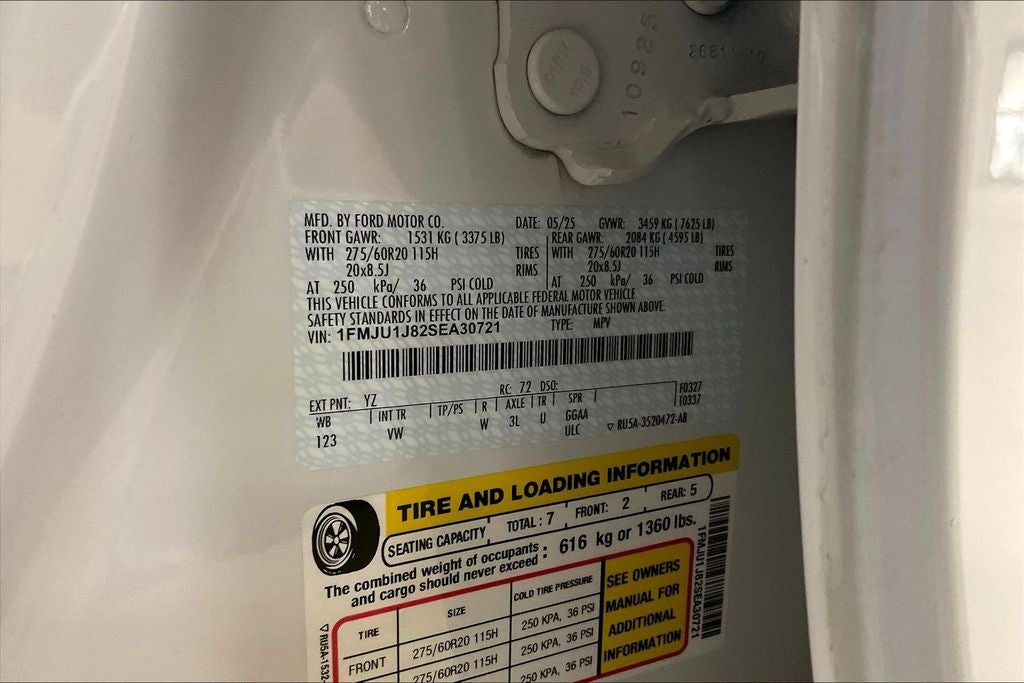 10925
MFD. BY FORD MOTOR CO. DATE: 05/25 GVWR: 3459 KG ( 7625 LB)
FRONT GAWR: 1531 KG ( 3375 LB) REAR GAWR: 2084 KG ( 4595 LB)
WITH 275/60R20 115H TIRES WITH 275/60R20 115H TIRES
20x8.5J RIMS 20x8.5J RIMS
AT 250 kPa/ 36 PSI COLD AT 250 kPa/ 36 PSI COLD
THIS VEHICLE CONFORMS TO ALL APPLICABLE FEDERAL MOTOR VEHICLE
SAFETY STANDARDS IN EFFECT ON THE DATE OF MANUFACTURE SHOWN ABOVE.
VIN: 1FMJU1J82SEA30721 TYPE: MPV
EXT PNT: YZ RC: 72 DSO: F0327
WB INT TR TP/PS R AXLE TR SPR T0337
123 VW W 3L U GGAA
ULC ▽ RU5A-3520472-AB
TIRE AND LOADING INFORMATION
SEATING CAPACITY TOTAL : 7 FRONT: 2 REAR: 5
The combined weight of occupants and cargo should never exceed : 616 kg or 1360 lbs.
TIRE SIZE COLD TIRE PRESSURE
FRONT 275/60R20 115H 250 KPA, 36 PSI
275/60R20 115H 250 KPA, 36 PSI
250 KPA, 36 PSI
SEE OWNERS
MANUAL FOR
ADDITIONAL
INFORMATION
1FMJU1J82SEA30721
▽ RU5A-1532-